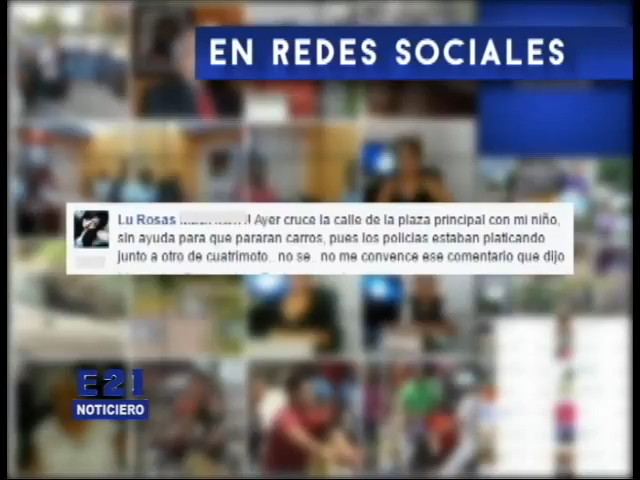 EN REDES SOCIALES
Lu Rosas ! Ayer cruce la calle de la plaza principal con mi niño,
sin ayuda para que pararan carros, pues los policias estaban platicando
junto a otro de cuatrimoto.. no se.. no me convence ese comentario que dijo
E21
NOTICIERO